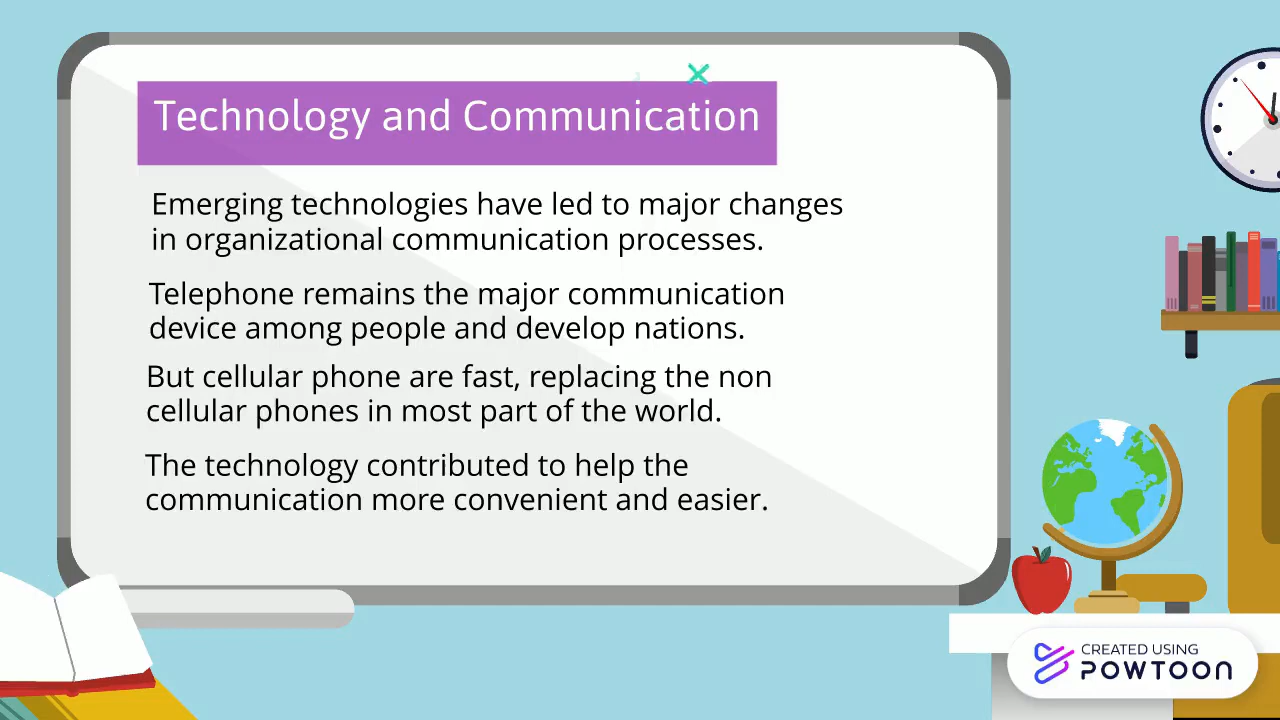 Technology and Communication
Emerging technologies have led to major changes
in organizational communication processes.
Telephone remains the major communication
device among people and develop nations.
But cellular phone are fast, replacing the non
cellular phones in most part of the world.
The technology contributed to help the
communication more convenient and easier.
CREATED USING
POWTOON